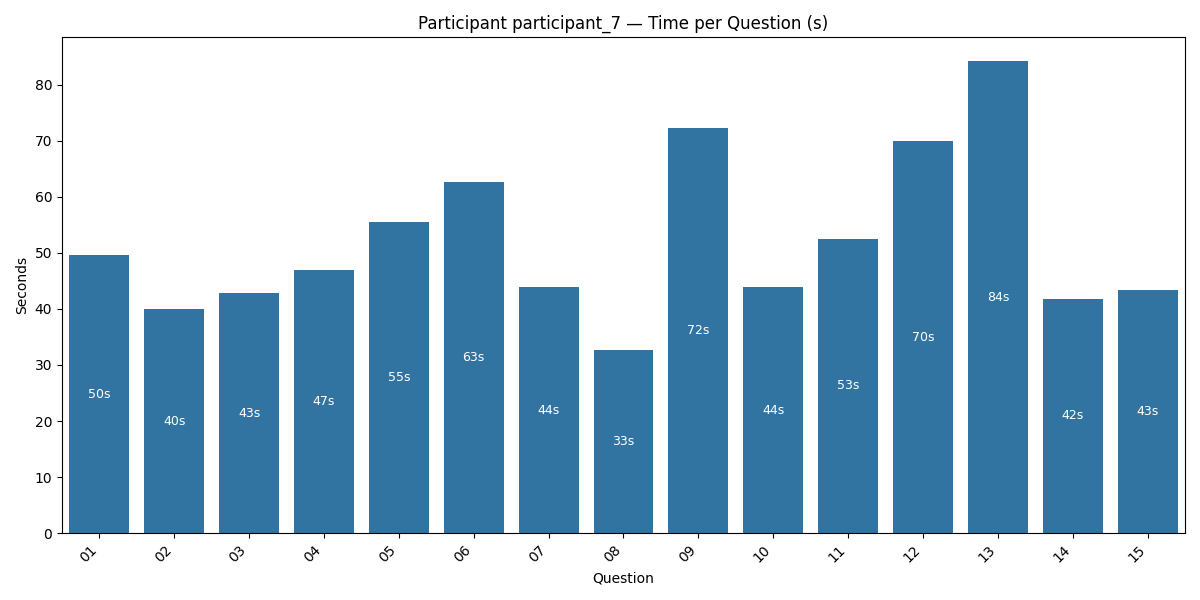 Participant participant_7 — Time per Question (s)
Seconds
80
70
60
50
40
30
20
10
0
50s
40s
43s
47s
55s
63s
44s
33s
72s
44s
53s
70s
84s
42s
43s
01
02
03
04
05
06
07
08
09
10
11
12
13
14
15
Question